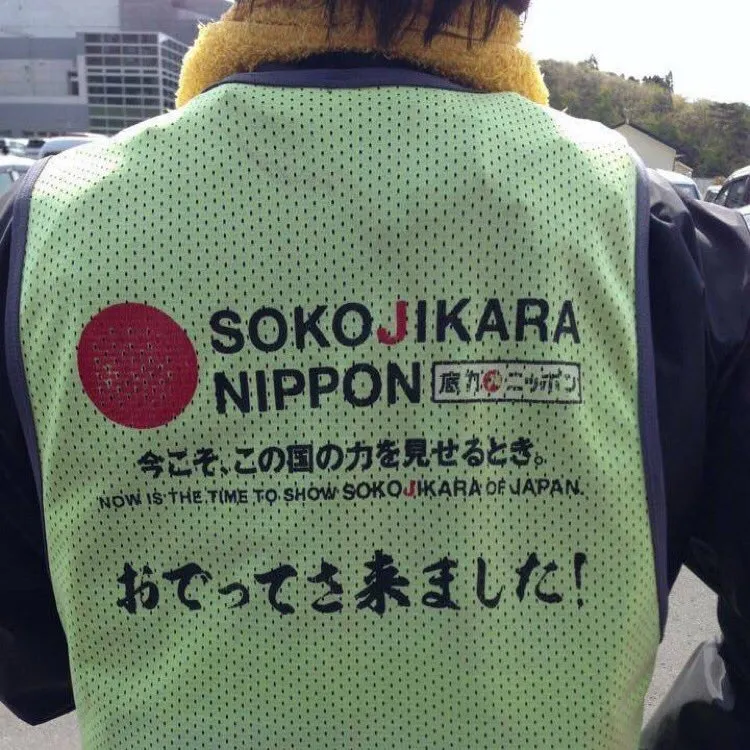 SOKOJIKARA
NIPPON 底力ニッポン
今こそ、この国の力を見せるとき。
NOW IS THE TIME TO SHOW SOKOJIKARA OF JAPAN.
おでってさ来ました!